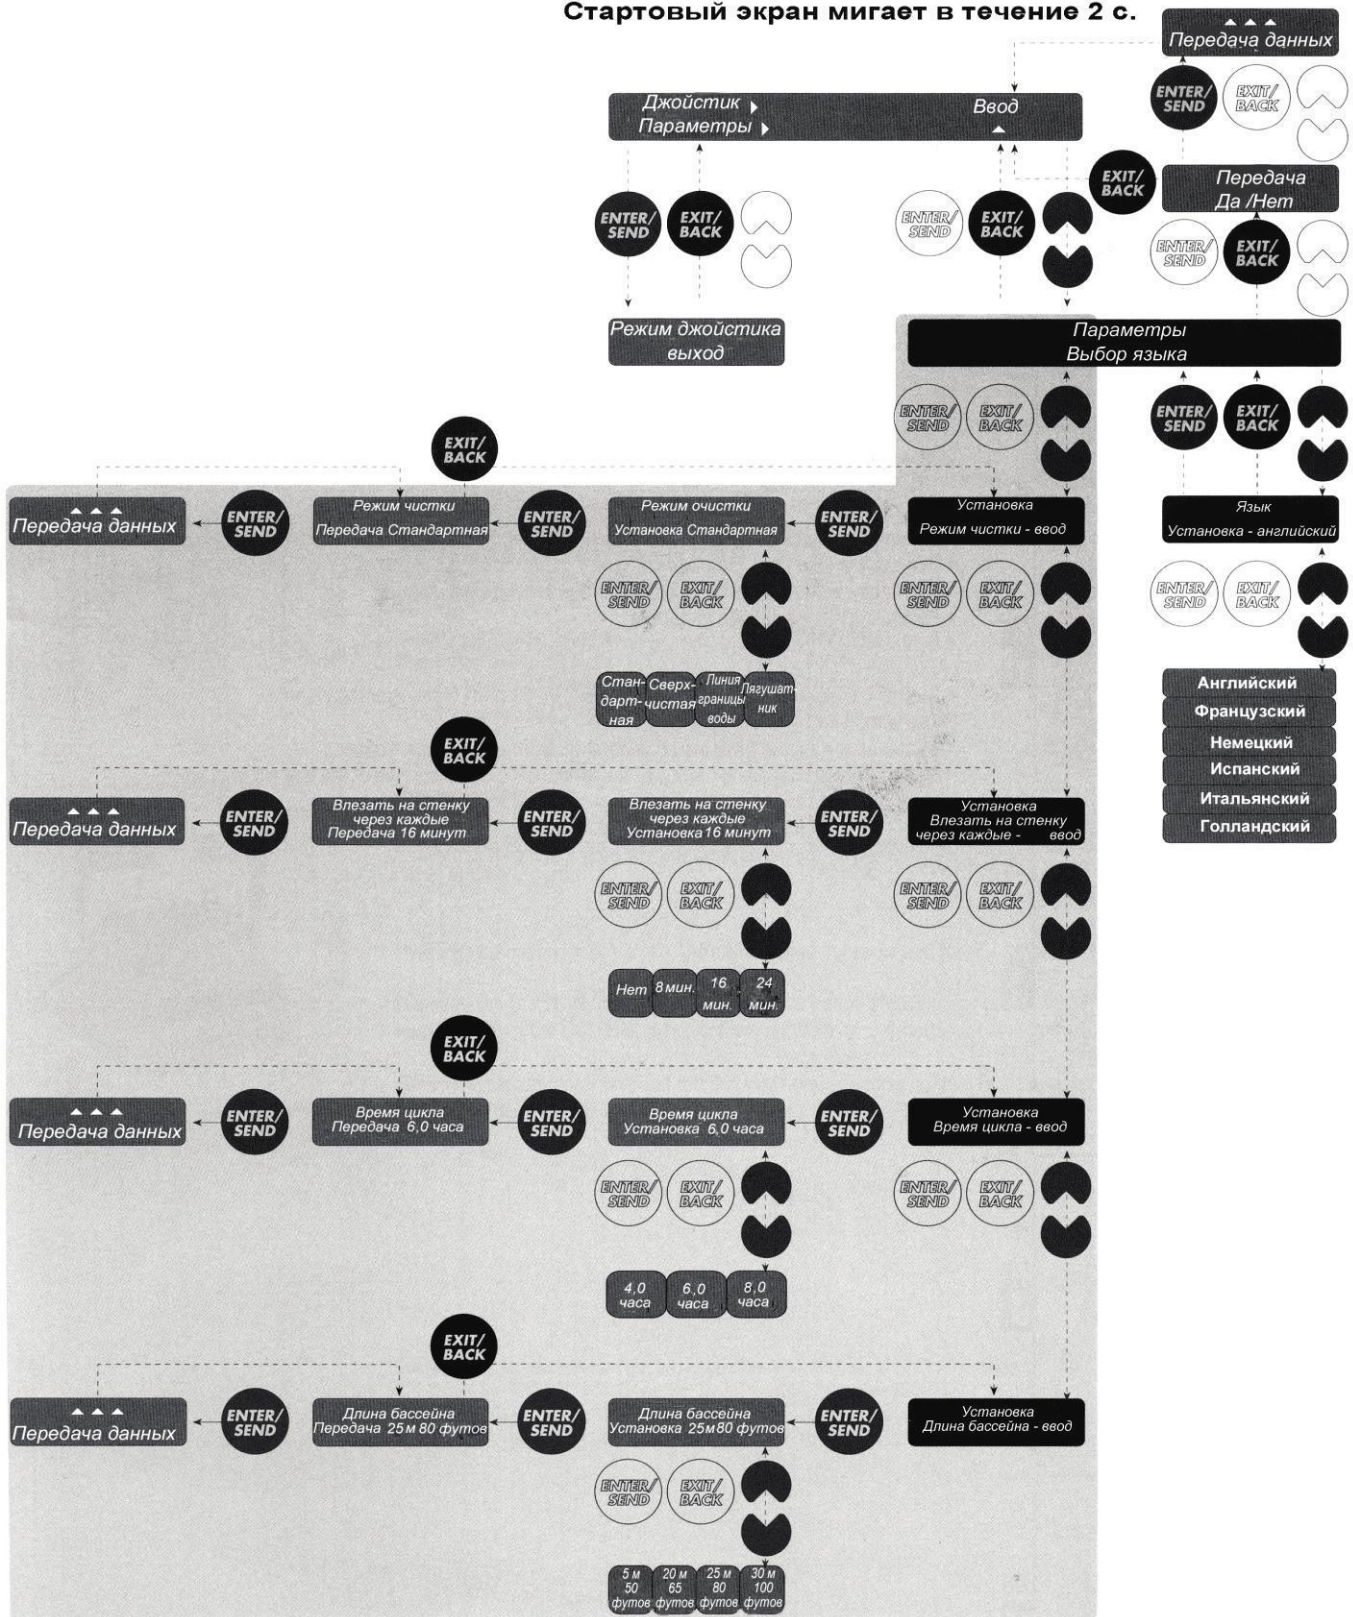 Стартовый экран мигает в течение 2 с.
Передача данных
ENTER/
SEND
EXIT/
BACK
Джойстик
Параметры
Ввод
EXIT/
BACK
Передача
Да /Нет
ENTER/
SEND
EXIT/
BACK
ENTER/
SEND
EXIT/
BACK
ENTER/
SEND
EXIT/
BACK
Режим джойстика
выход
Параметры
Выбор языка
ENTER/
SEND
EXIT/
BACK
ENTER/
SEND
EXIT/
BACK
EXIT/
BACK
Передача данных
ENTER/
SEND
Режим чистки
Передача Стандартная
ENTER/
SEND
Режим очистки
Установка Стандартная
ENTER/
SEND
Установка
Режим чистки - ввод
Язык
Установка - английский
ENTER/
SEND
EXIT/
BACK
ENTER/
SEND
EXIT/
BACK
ENTER/
SEND
EXIT/
BACK
Стан-
дарт-
ная
Сверх-
чистая
Линия
границы
воды
Лягушат-
ник
Английский
Французский
Немецкий
Испанский
Итальянский
Голландский
EXIT/
BACK
Передача данных
ENTER/
SEND
Влезать на стенку
через каждые
Передача 16 минут
ENTER/
SEND
Влезать на стенку
через каждые
Установка 16 минут
ENTER/
SEND
Установка
Влезать на стенку
через каждые - ввод
ENTER/
SEND
EXIT/
BACK
ENTER/
SEND
EXIT/
BACK
Нет
8 мин.
16
мин.
24
мин.
EXIT/
BACK
Передача данных
ENTER/
SEND
Время цикла
Передача 6,0 часа
ENTER/
SEND
Время цикла
Установка 6,0 часа
ENTER/
SEND
Установка
Время цикла - ввод
ENTER/
SEND
EXIT/
BACK
ENTER/
SEND
EXIT/
BACK
4,0
часа
6,0
часа
8,0
часа
EXIT/
BACK
Передача данных
ENTER/
SEND
Длина бассейна
Передача 25 м 80 футов
ENTER/
SEND
Длина бассейна
Установка 25м80 футов
ENTER/
SEND
Установка
Длина бассейна - ввод
ENTER/
SEND
EXIT/
BACK
5 м
50
футов
20 м
65
футов
25 м
80
футов
30 м
100
футов